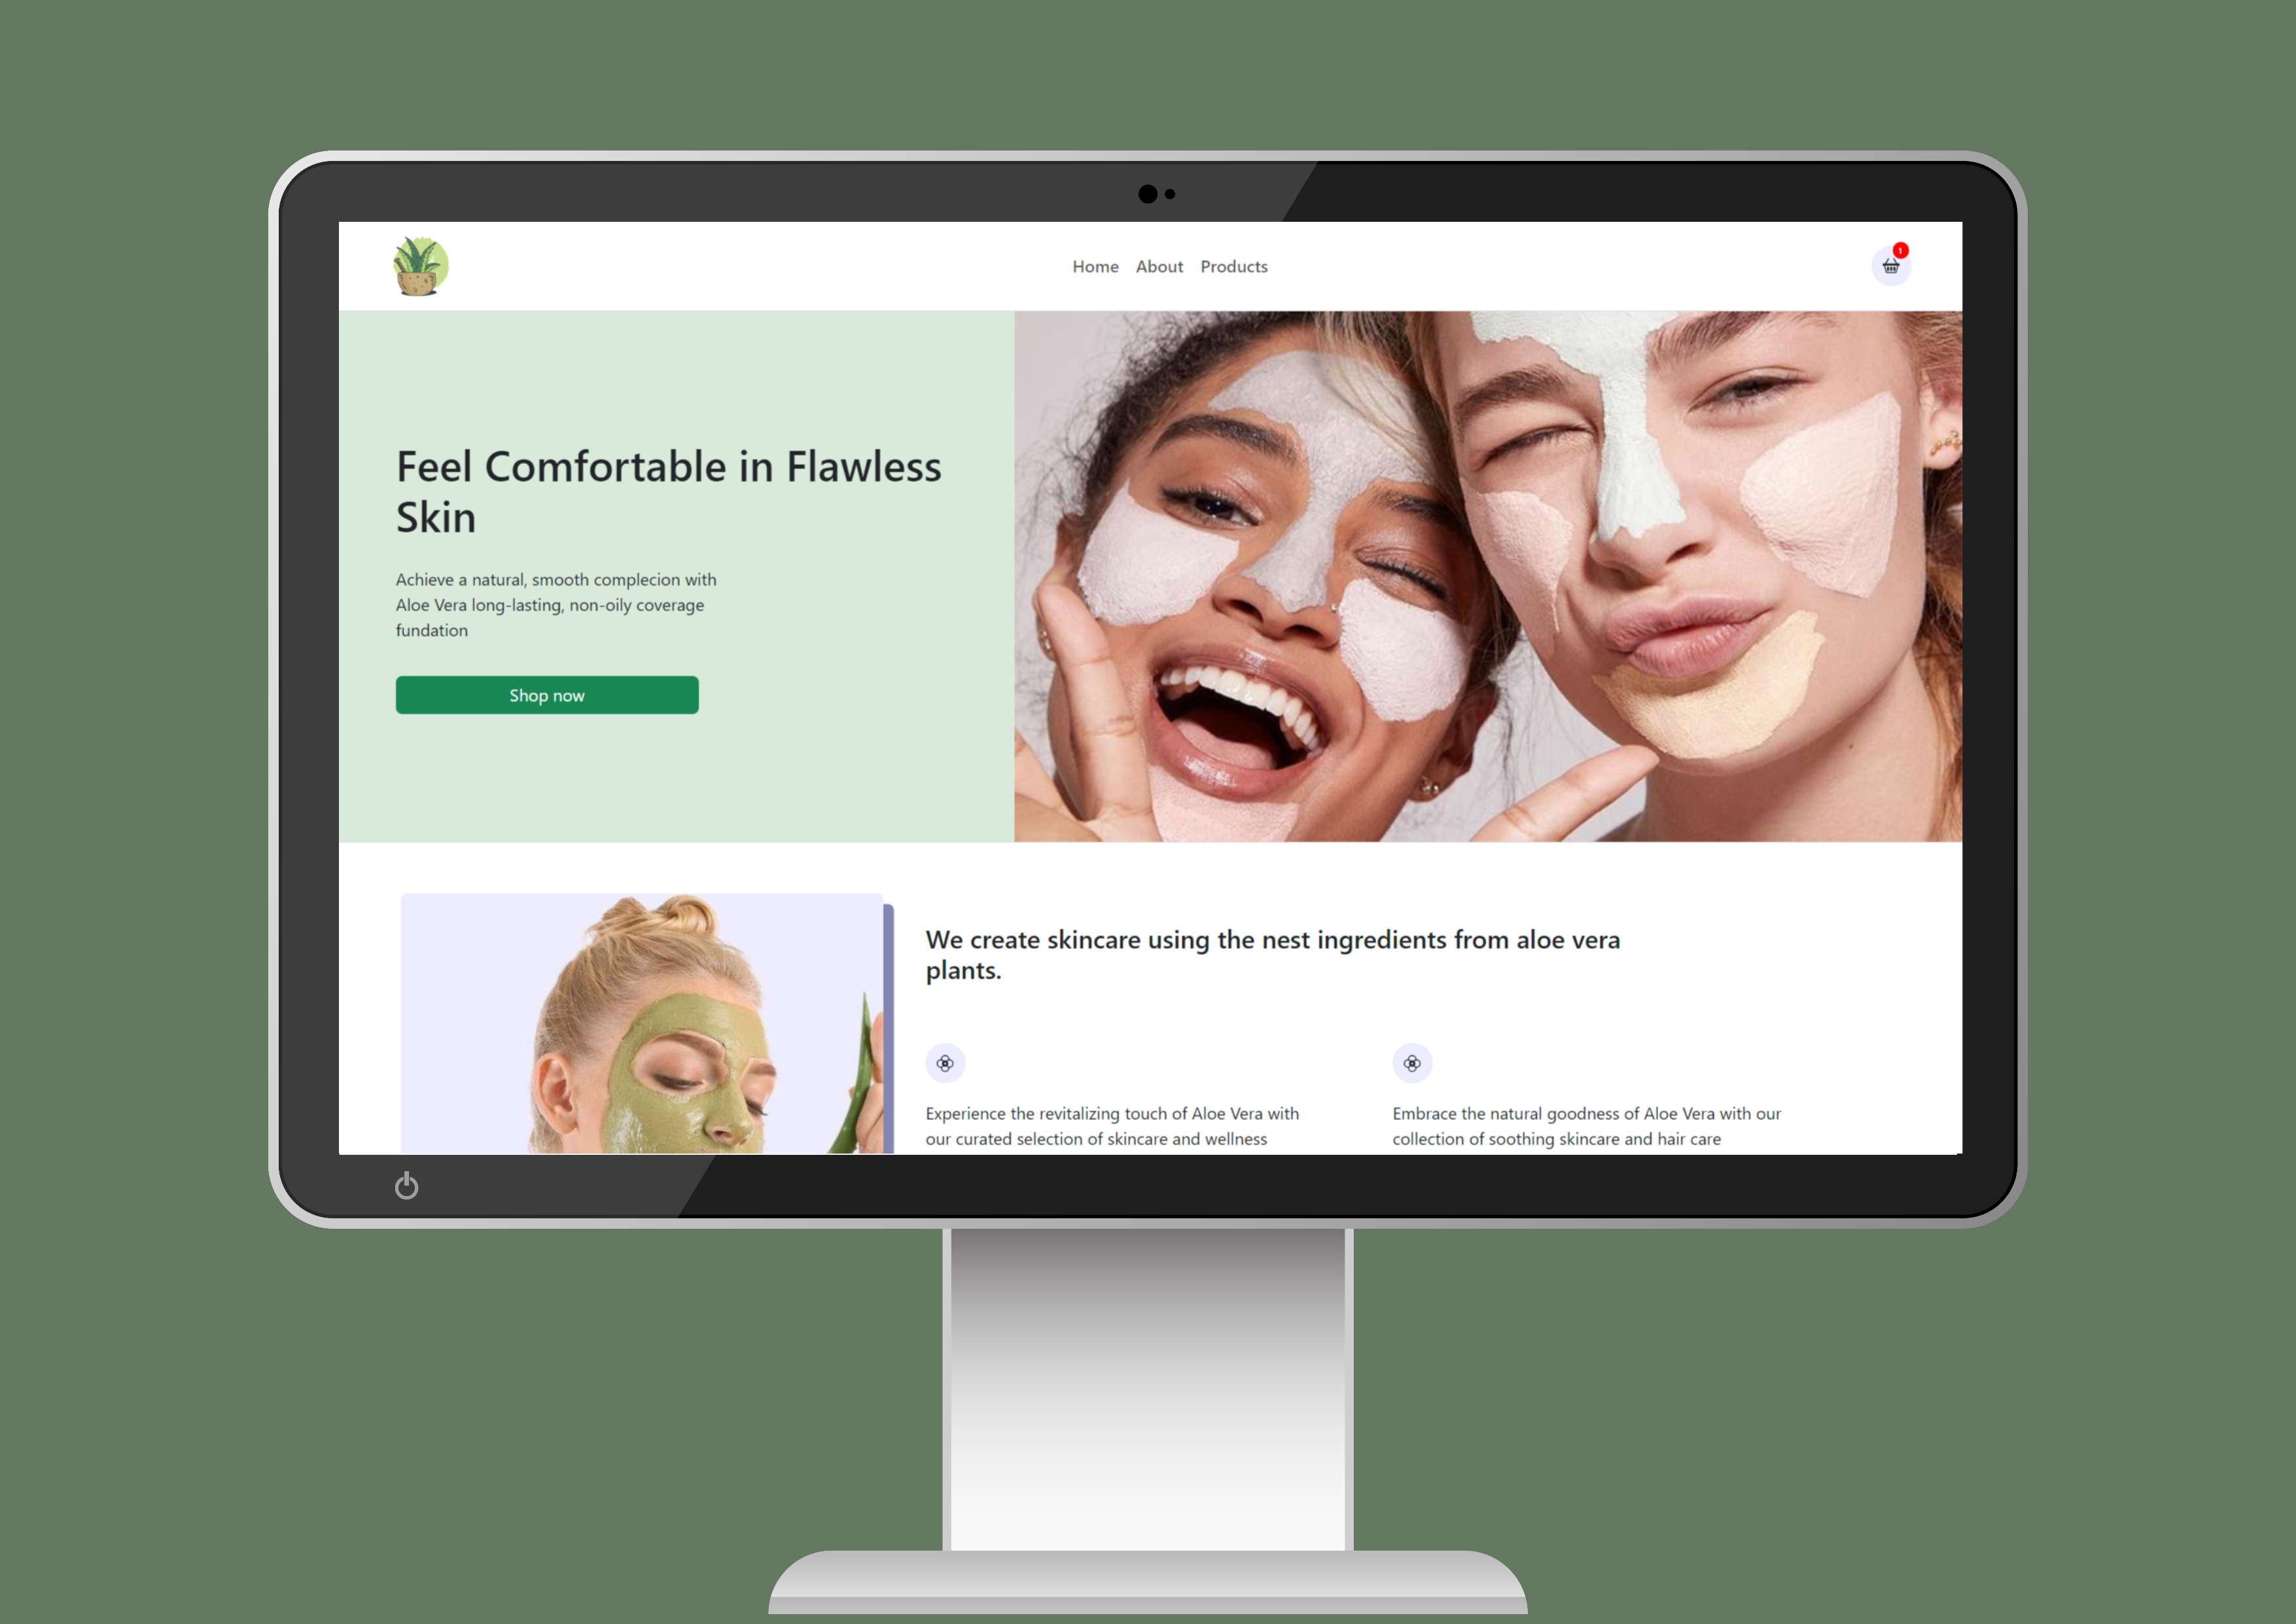 Home About Products
1
Feel Comfortable in Flawless
Skin
Achieve a natural, smooth complecion with
Aloe Vera long-lasting, non-oily coverage
fundation
Shop now
We create skincare using the nest ingredients from aloe vera
plants.
Experience the revitalizing touch of Aloe Vera with
our curated selection of skincare and wellness
Embrace the natural goodness of Aloe Vera with our
collection of soothing skincare and hair care